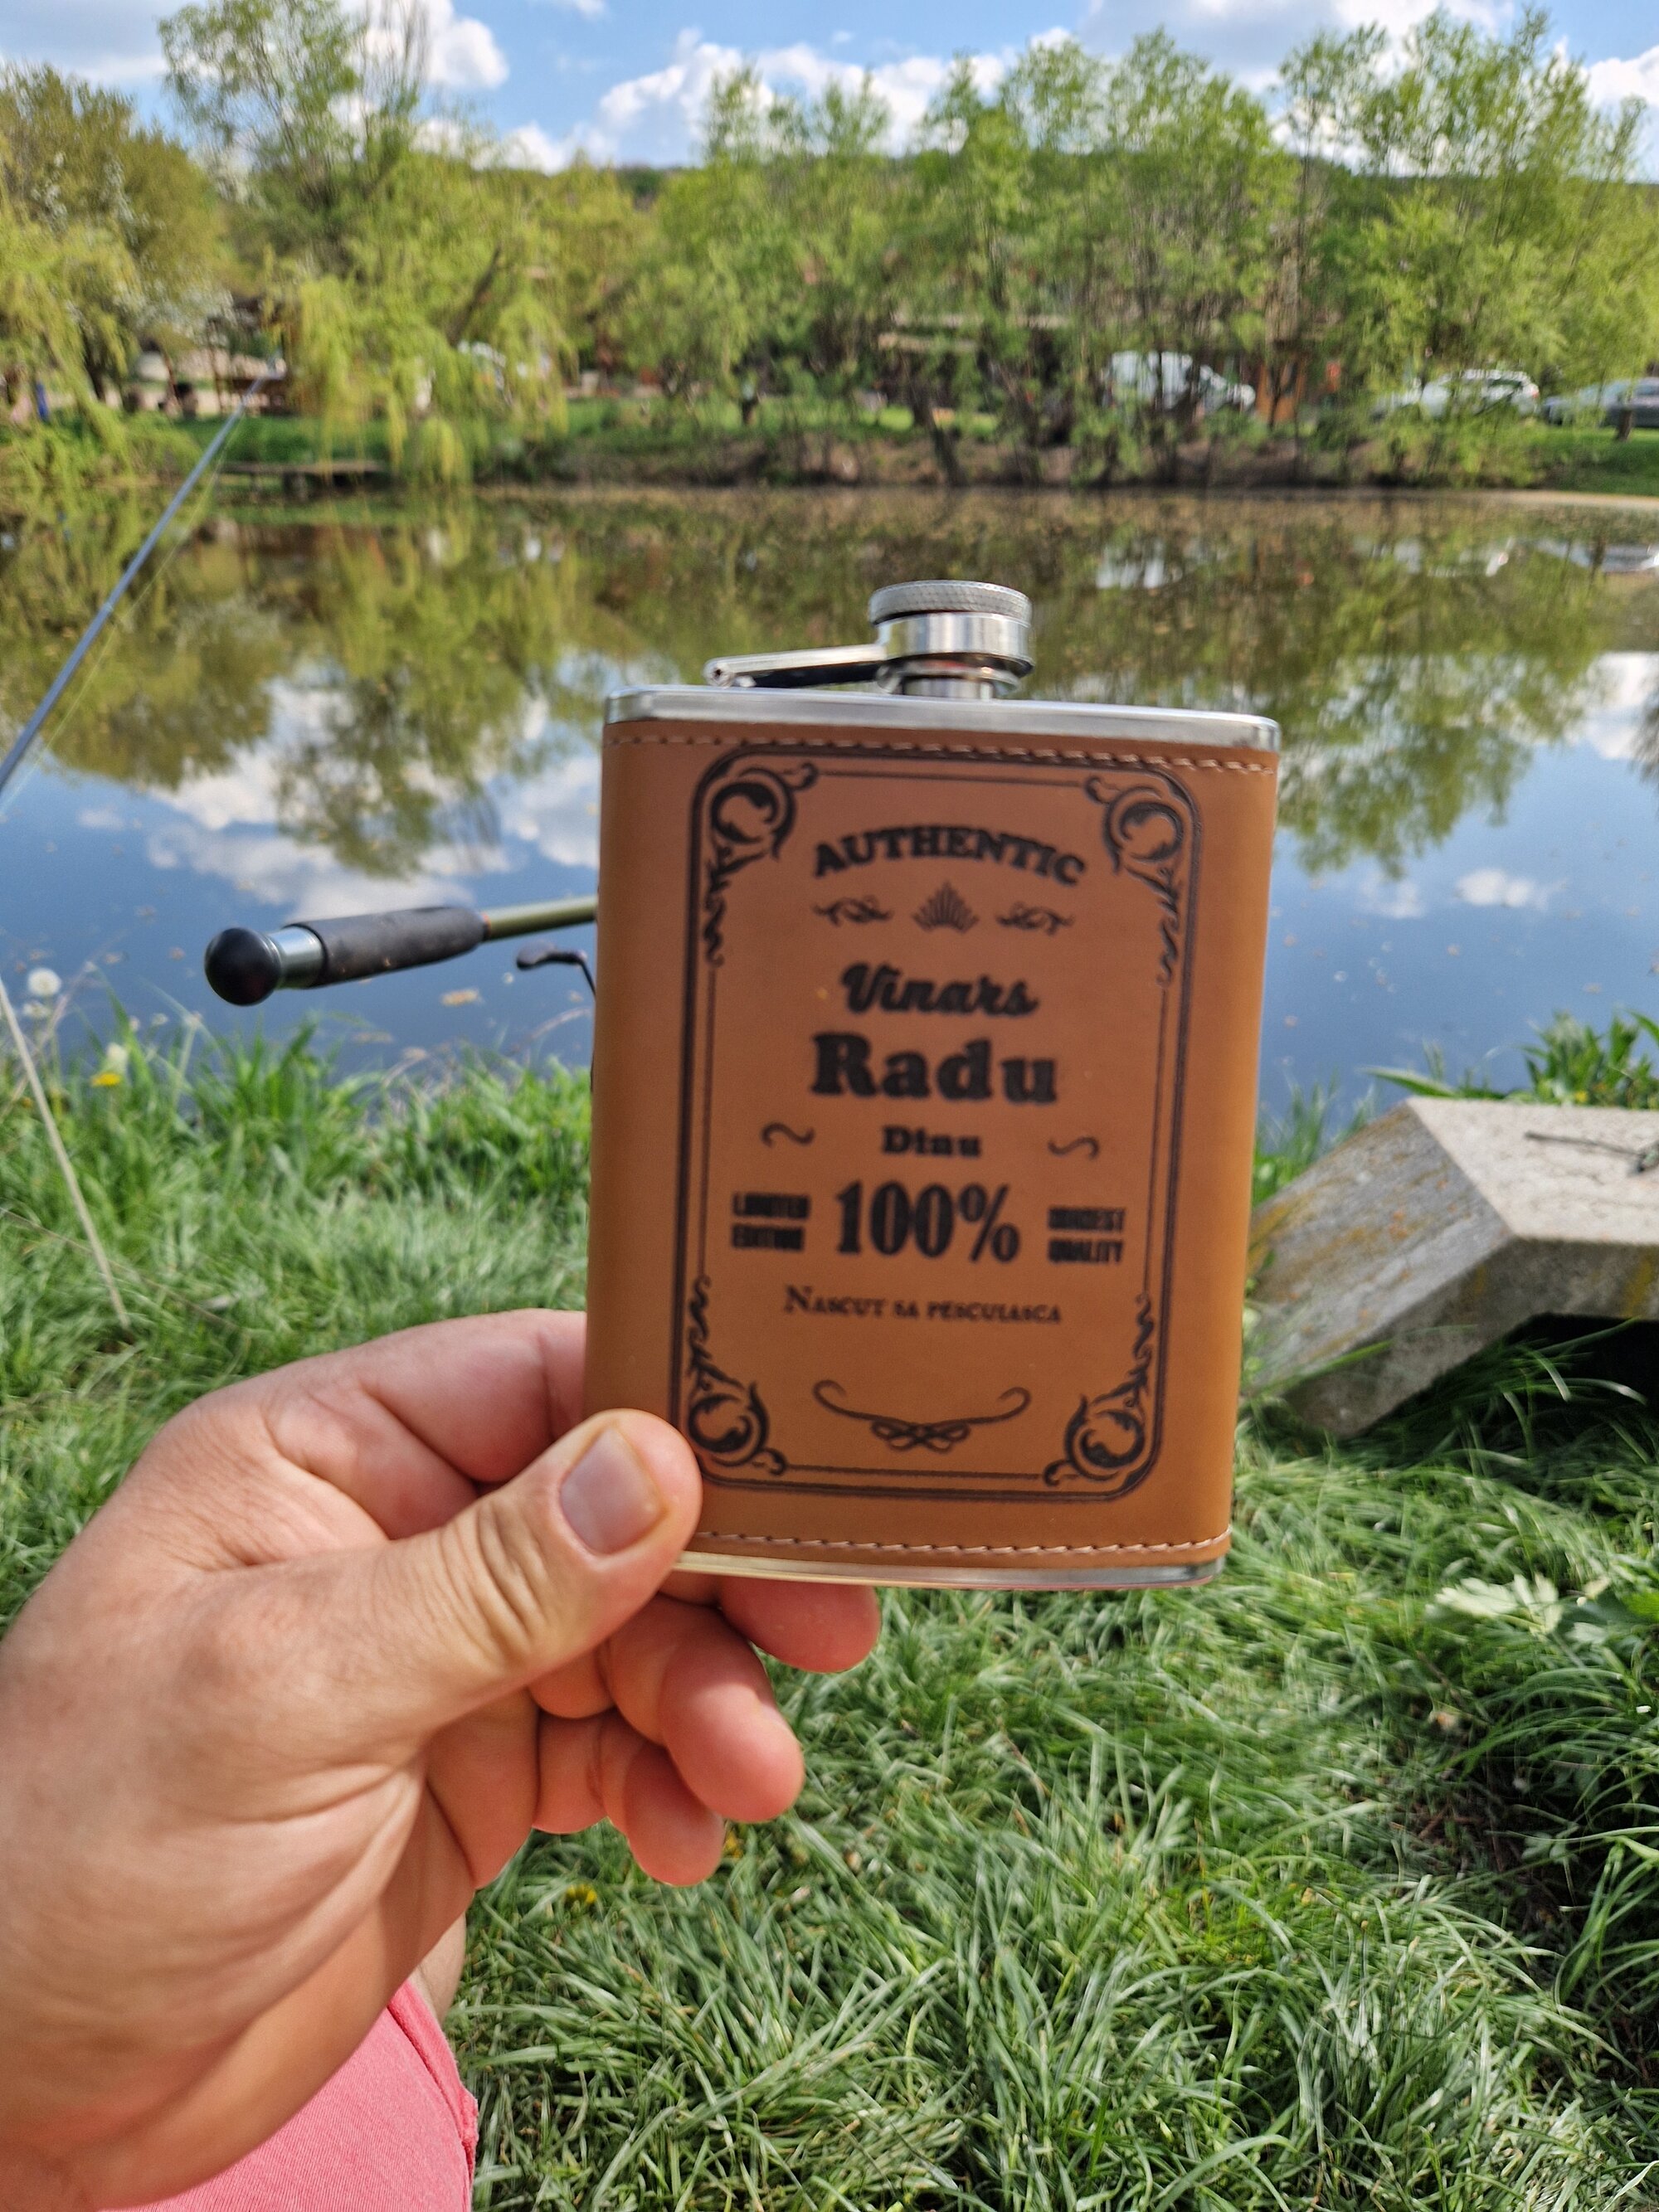 AUTHENTIC
Vinars
Radu
Dinu
LIMITED EDITION 100% HIGHEST QUALITY
NASCUT SA PESCUIASCA